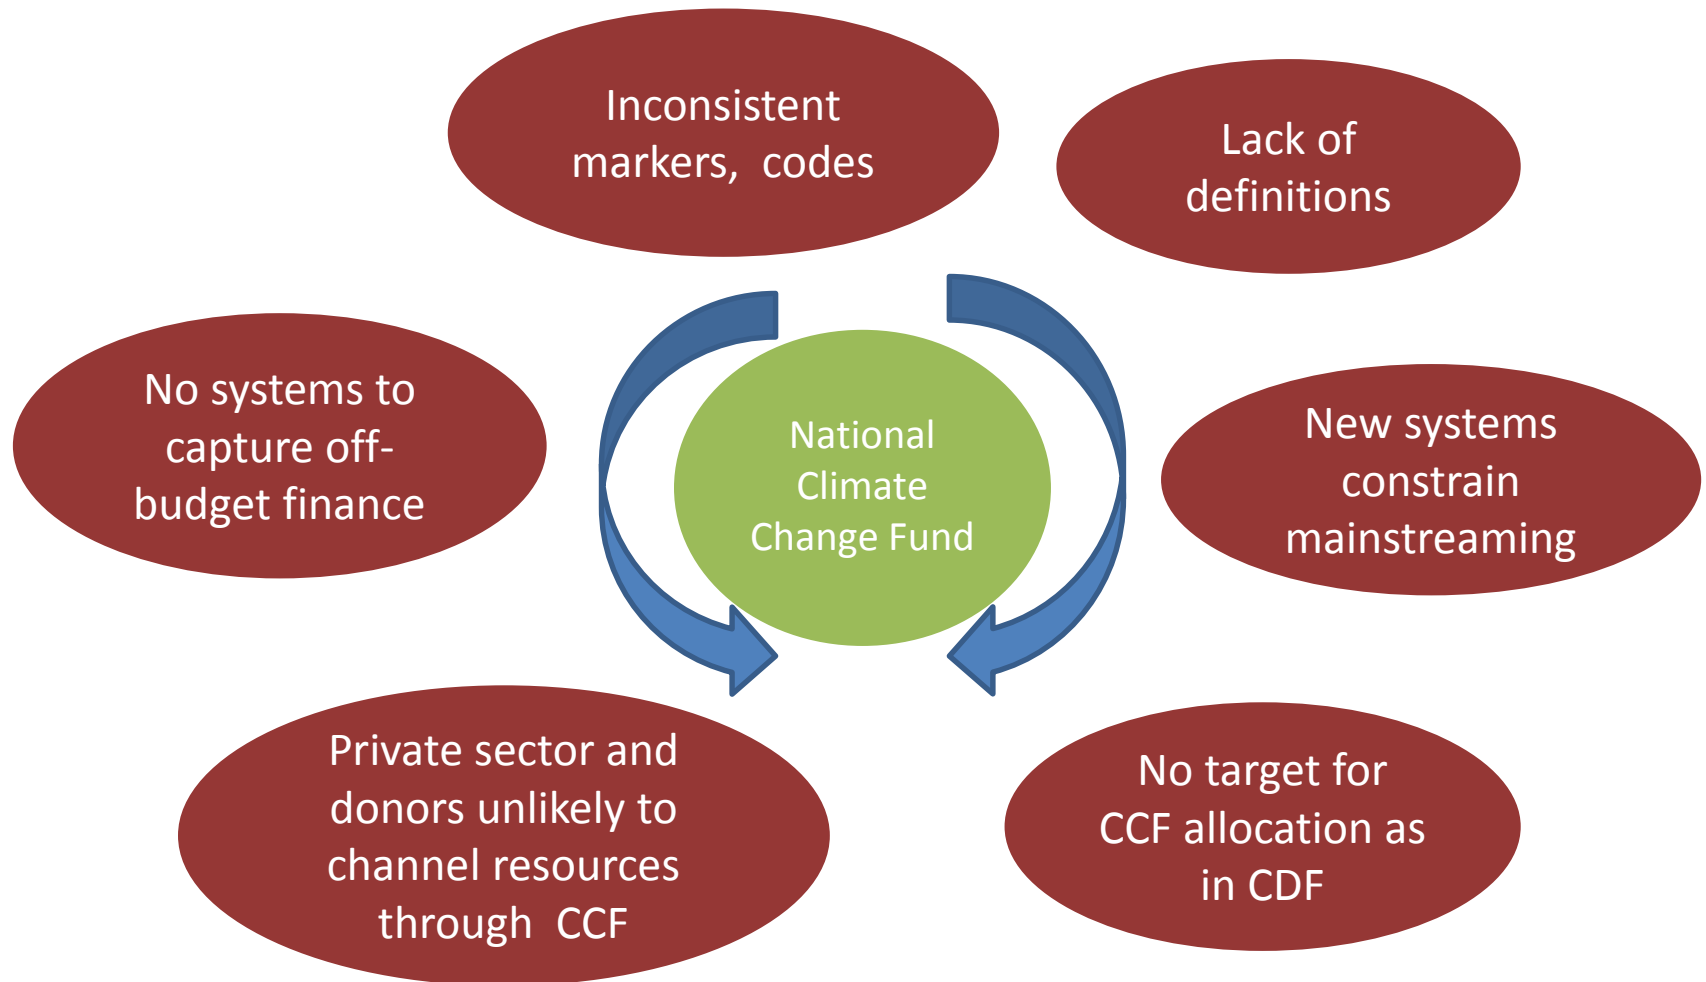 Inconsistent
markers, codes
Lack of
definitions
No systems to
capture off-
budget finance
National
Climate
Change Fund
New systems
constrain
mainstreaming
Private sector and
donors unlikely to
channel resources
through CCF
No target for
CCF allocation as
in CDF